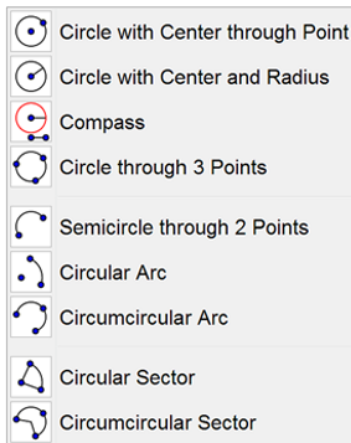 Circle with Center through Point
Circle with Center and Radius
Compass
Circle through 3 Points
Semicircle through 2 Points
Circular Arc
Circumcircular Arc
Circular Sector
Circumcircular Sector